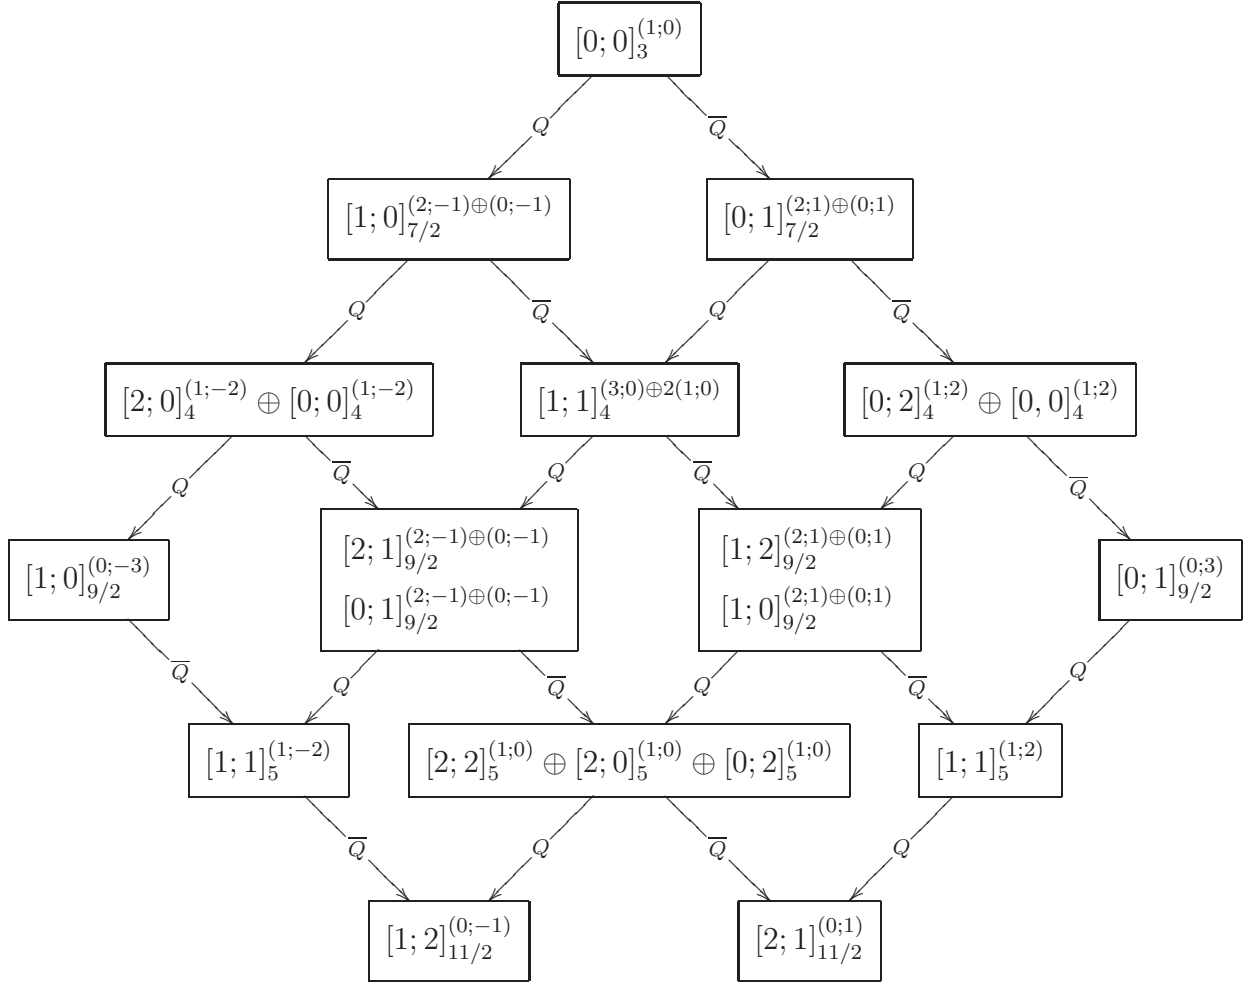 [0; 0]_3^{(1;0)}
Q \overline{Q}
[1; 0]_{7/2}^{(2;−1)⊕(0;−1)} [0; 1]_{7/2}^{(2;1)⊕(0;1)}
Q \overline{Q} Q \overline{Q}
[2; 0]_4^{(1;−2)} ⊕ [0; 0]_4^{(1;−2)} [1; 1]_4^{(3;0)⊕2(1;0)} [0; 2]_4^{(1;2)} ⊕ [0, 0]_4^{(1;2)}
Q \overline{Q} Q \overline{Q} Q \overline{Q}
[2; 1]_{9/2}^{(2;−1)⊕(0;−1)} [1; 2]_{9/2}^{(2;1)⊕(0;1)}
[1; 0]_{9/2}^{(0;−3)} [0; 1]_{9/2}^{(0;3)}
[0; 1]_{9/2}^{(2;−1)⊕(0;−1)} [1; 0]_{9/2}^{(2;1)⊕(0;1)}
\overline{Q} Q \overline{Q} Q \overline{Q} Q
[1; 1]_5^{(1;−2)} [2; 2]_5^{(1;0)} ⊕ [2; 0]_5^{(1;0)} ⊕ [0; 2]_5^{(1;0)} [1; 1]_5^{(1;2)}
\overline{Q} Q \overline{Q} Q
[1; 2]_{11/2}^{(0;−1)} [2; 1]_{11/2}^{(0;1)}